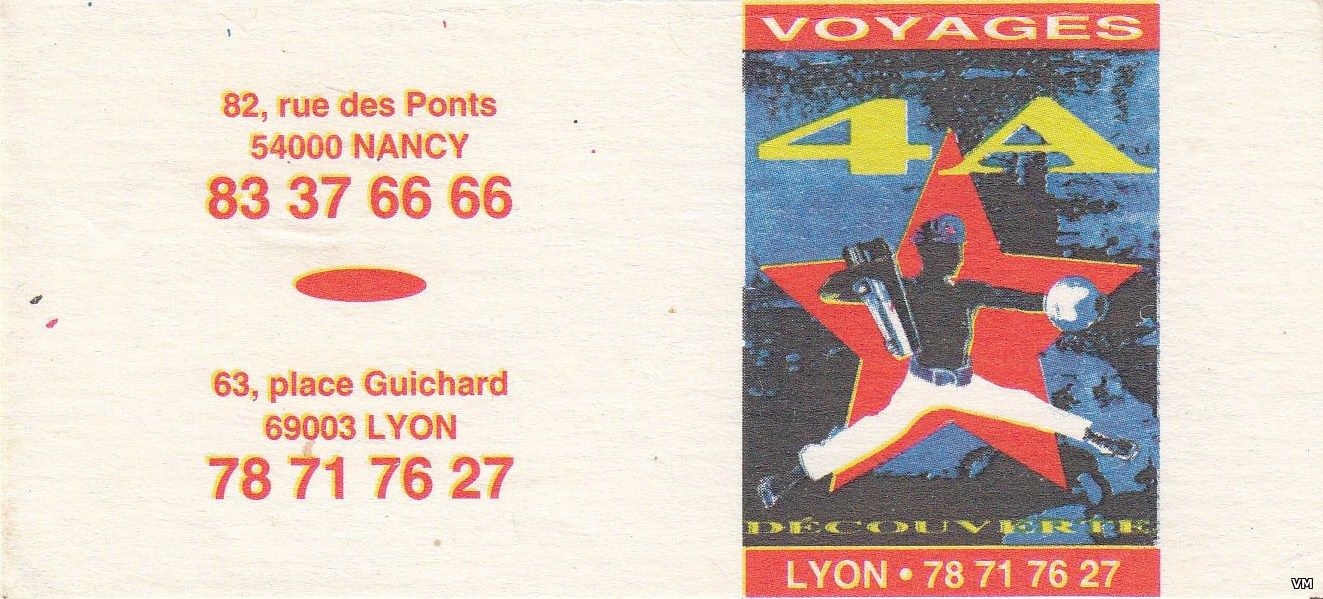 82, rue des Ponts
54000 NANCY
83 37 66 66
63, place Guichard
69003 LYON
78 71 76 27
VOYAGES
4A
DÉCOUVERTE
LYON • 78 71 76 27
VM